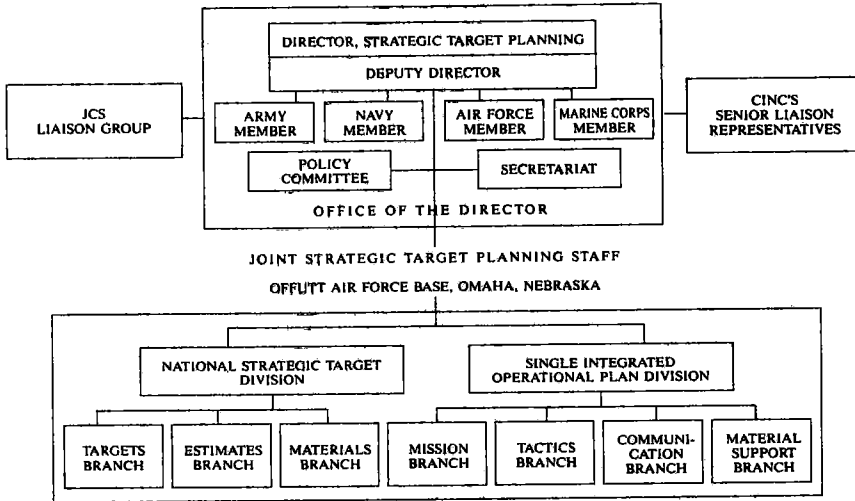 DIRECTOR, STRATEGIC TARGET PLANNING
DEPUTY DIRECTOR
JCS
LIAISON GROUP
ARMY
MEMBER
NAVY
MEMBER
AIR FORCE
MEMBER
MARINE CORPS
MEMBER
CINC'S
SENIOR LIAISON
REPRESENTATIVES
POLICY
COMMITTEE
SECRETARIAT
OFFICE OF THE DIRECTOR
JOINT STRATEGIC TARGET PLANNING STAFF
OFFUTT AIR FORCE BASE, OMAHA, NEBRASKA
NATIONAL STRATEGIC TARGET
DIVISION
SINGLE INTEGRATED
OPERATIONAL PLAN DIVISION
TARGETS
BRANCH
ESTIMATES
BRANCH
MATERIALS
BRANCH
MISSION
BRANCH
TACTICS
BRANCH
COMMUNI-
CATION
BRANCH
MATERIAL
SUPPORT
BRANCH